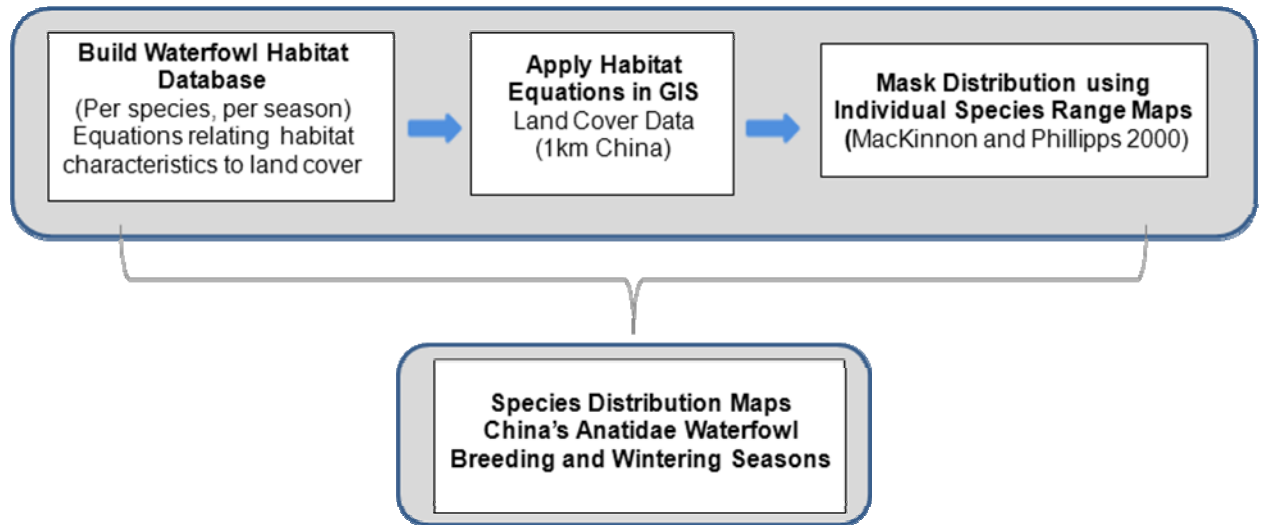 Build Waterfowl Habitat
Database
(Per species, per season)
Equations relating habitat
characteristics to land cover
Apply Habitat
Equations in GIS
Land Cover Data
(1km China)
Mask Distribution using
Individual Species Range Maps
(MacKinnon and Phillipps 2000)
Species Distribution Maps
China's Anatidae Waterfowl
Breeding and Wintering Seasons